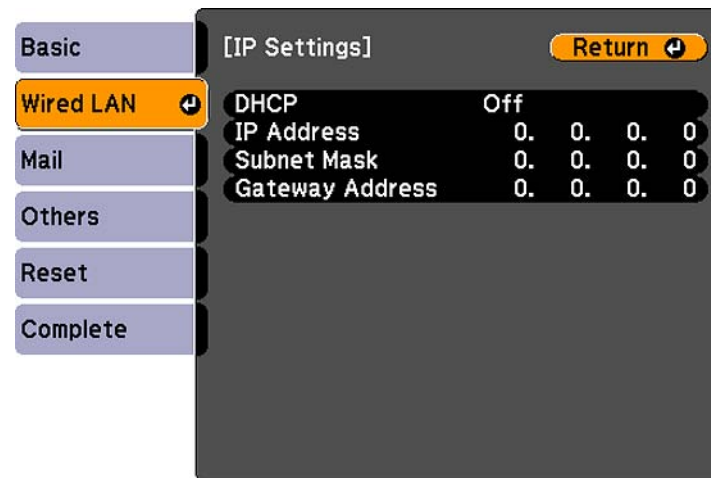 Basic
Wired LAN
Mail
Others
Reset
Complete
[IP Settings]
Return
DHCP Off
IP Address 0. 0. 0. 0
Subnet Mask 0. 0. 0. 0
Gateway Address 0. 0. 0. 0